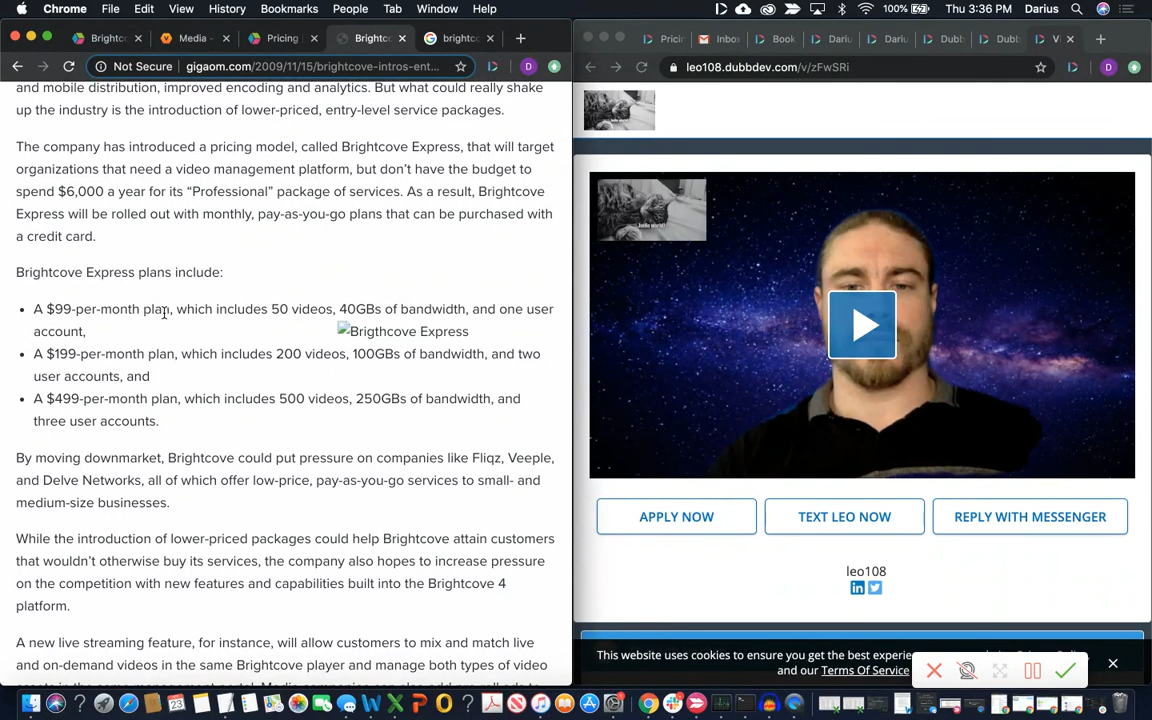 Chrome File Edit View History Bookmarks People Tab Window Help
100% Thu 3:36 PM Darius
Brightc Media - Pricing Brightc brightc
Not Secure gigaom.com/2009/11/15/brightcove-intros-ent...
and mobile distribution, improved encoding and analytics. But what could really shake
up the industry is the introduction of lower-priced, entry-level service packages.
The company has introduced a pricing model, called Brightcove Express, that will target
organizations that need a video management platform, but don’t have the budget to
spend $6,000 a year for its “Professional” package of services. As a result, Brightcove
Express will be rolled out with monthly, pay-as-you-go plans that can be purchased with
a credit card.
Brightcove Express plans include:
• A $99-per-month plan, which includes 50 videos, 40GBs of bandwidth, and one user
account,
Brigthcove Express
• A $199-per-month plan, which includes 200 videos, 100GBs of bandwidth, and two
user accounts, and
• A $499-per-month plan, which includes 500 videos, 250GBs of bandwidth, and
three user accounts.
By moving downmarket, Brightcove could put pressure on companies like Fliqz, Veeple,
and Delve Networks, all of which offer low-price, pay-as-you-go services to small- and
medium-size businesses.
While the introduction of lower-priced packages could help Brightcove attain customers
that wouldn’t otherwise buy its services, the company also hopes to increase pressure
on the competition with new features and capabilities built into the Brightcove 4
platform.
A new live streaming feature, for instance, will allow customers to mix and match live
and on-demand videos in the same Brightcove player and manage both types of video
Pricin Inbo Book Dariu Dariu Dubb Dubb Vi
leo108.dubbdev.com/v/zFwSRi
APPLY NOW
TEXT LEO NOW
REPLY WITH MESSENGER
leo108
This website uses cookies to ensure you get the best experie
and our Terms Of Service